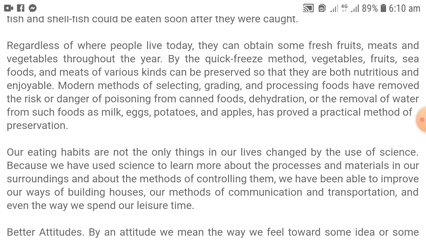 89% 6:10 am
fish and shell-fish could be eaten soon after they were caught.
Regardless of where people live today, they can obtain some fresh fruits, meats and
vegetables throughout the year. By the quick-freeze method, vegetables, fruits, sea
foods, and meats of various kinds can be preserved so that they are both nutritious and
enjoyable. Modern methods of selecting, grading, and processing foods have removed
the risk or danger of poisoning from canned foods, dehydration, or the removal of water
from such foods as milk, eggs, potatoes, and apples, has proved a practical method of
preservation.
Our eating habits are not the only things in our lives changed by the use of science.
Because we have used science to learn more about the processes and materials in our
surroundings and about the methods of controlling them, we have been able to improve
our ways of building houses, our methods of communication and transportation, and
even the way we spend our leisure time.
Better Attitudes. By an attitude we mean the way we feel toward some idea or some